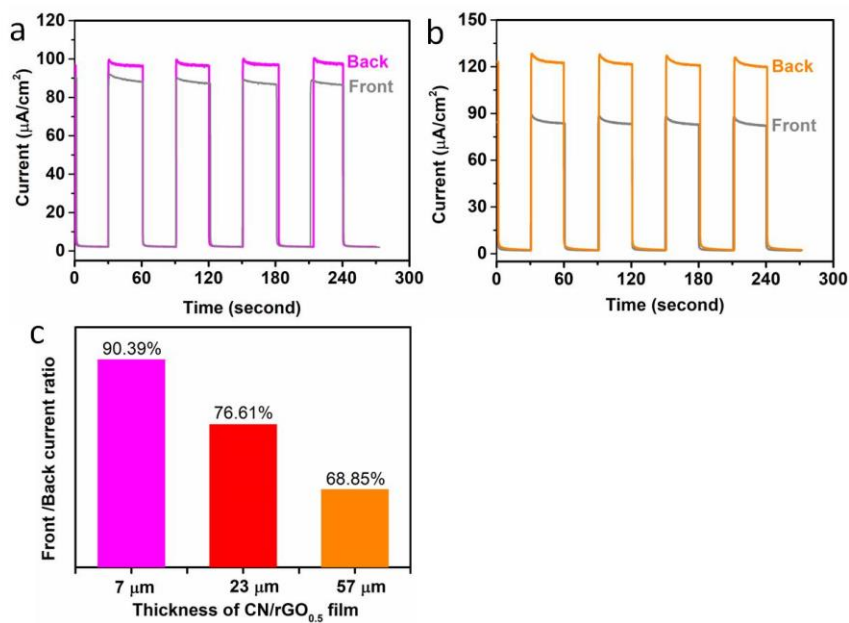 a
120
100
80
60
40
20
0
Current (μA/cm²)
Back
Front
0 60 120 180 240 300
Time (second)
b
150
120
90
60
30
0
Current (μA/cm²)
Back
Front
0 60 120 180 240 300
Time (second)
c
Front /Back current ratio
90.39%
76.61%
68.85%
7 μm 23 μm 57 μm
Thickness of CN/rGO₀.₅ film